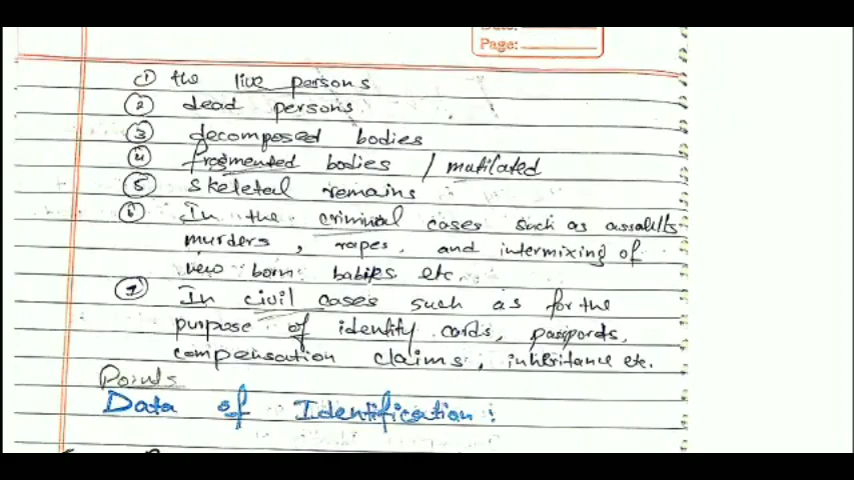 Page:
① the live persons
② dead persons
③ decomposed bodies
④ fragmented bodies / mutilated
⑤ skeletal remains
⑥ In the criminal cases such as assaults
murders, rapes, and intermixing of
new born babies etc.
⑦ In civil cases such as for the
purpose of identify cards, passports,
compensation claims, inheritance etc.
Points
Data of Identification: